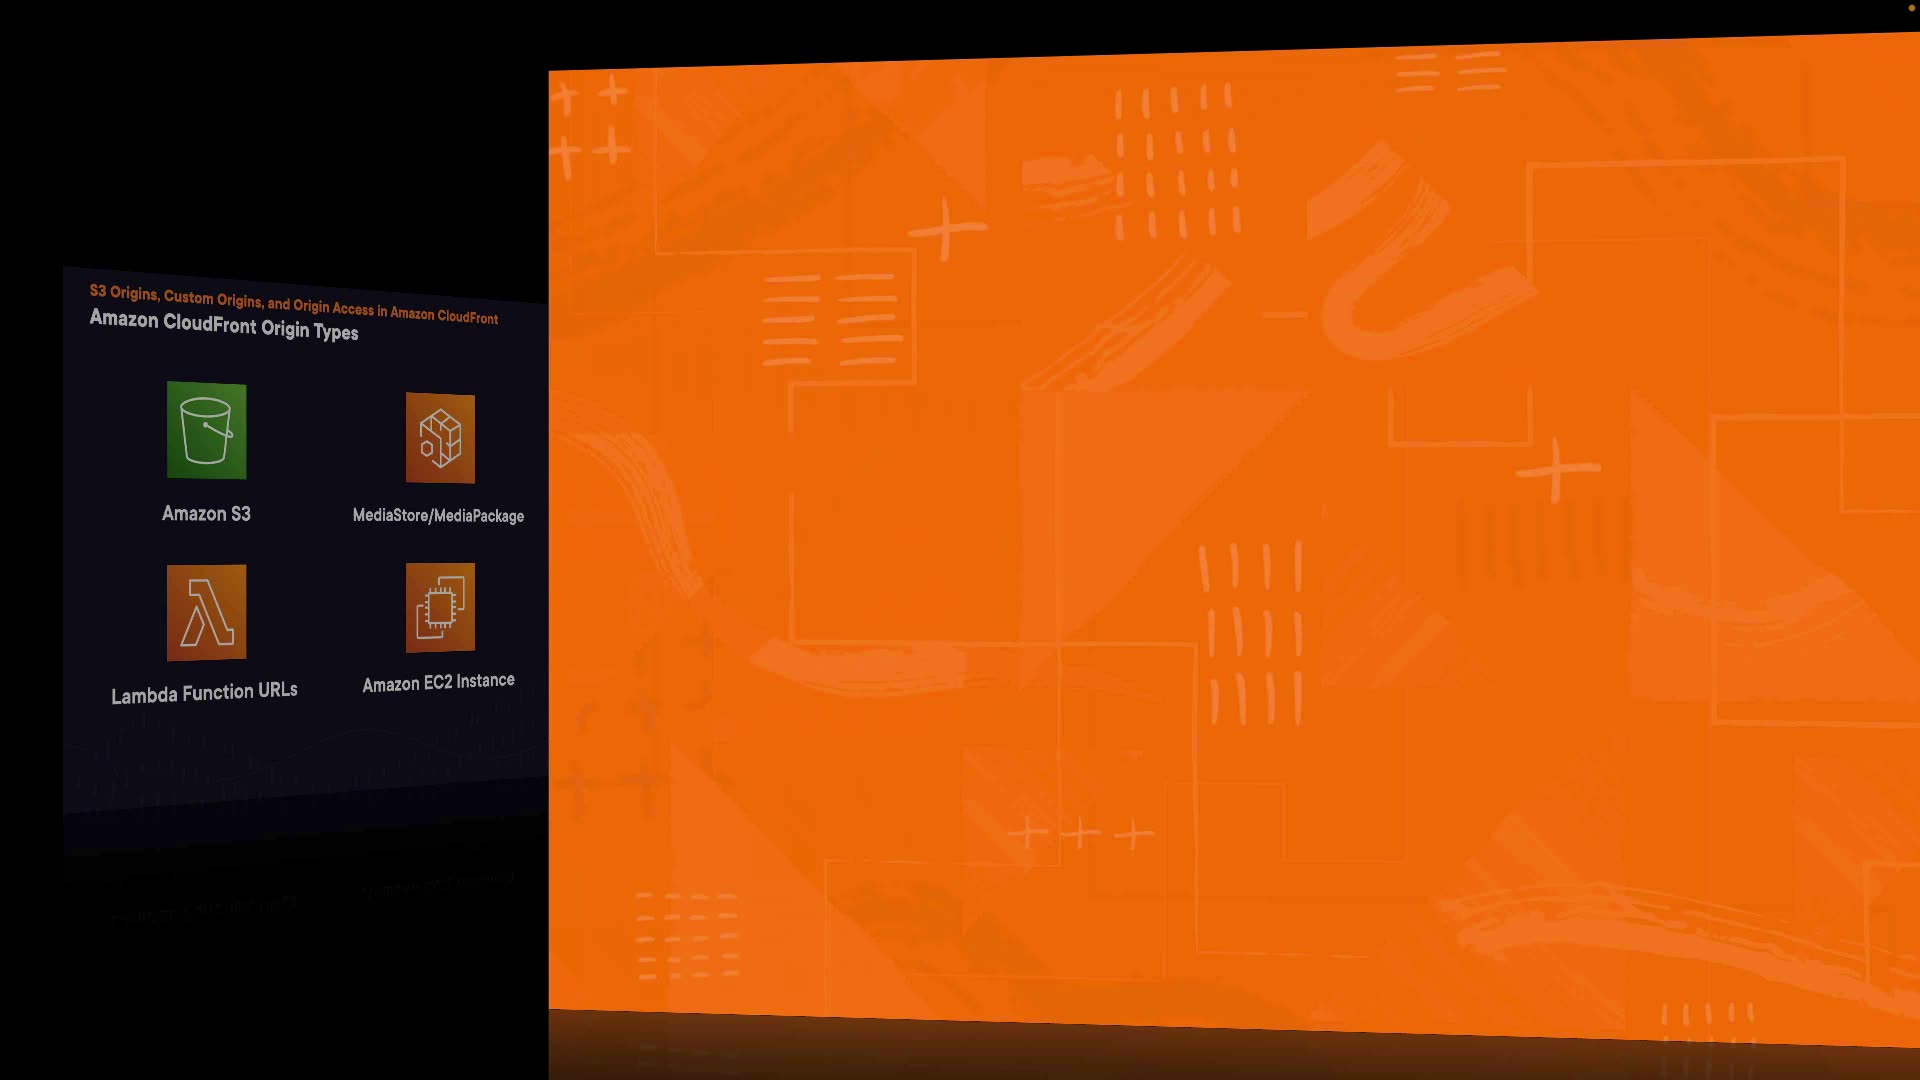 S3 Origins, Custom Origins, and Origin Access in Amazon CloudFront
Amazon CloudFront Origin Types
Amazon S3
MediaStore/MediaPackage
Lambda Function URLs
Amazon EC2 Instance